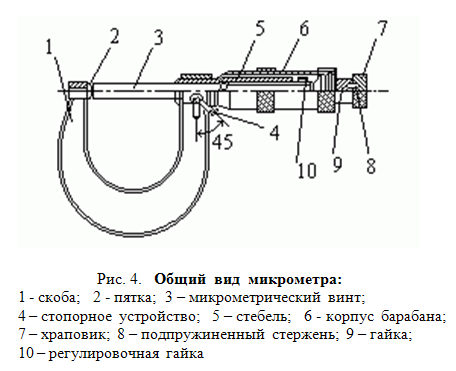 1 2 3 5 6 7
45 4 10 9 8
Рис. 4. Общий вид микрометра:
1 - скоба; 2 - пятка; 3 – микрометрический винт;
4 – стопорное устройство; 5 – стебель; 6 - корпус барабана;
7 – храповик; 8 – подпружиненный стержень; 9 – гайка;
10 – регулировочная гайка